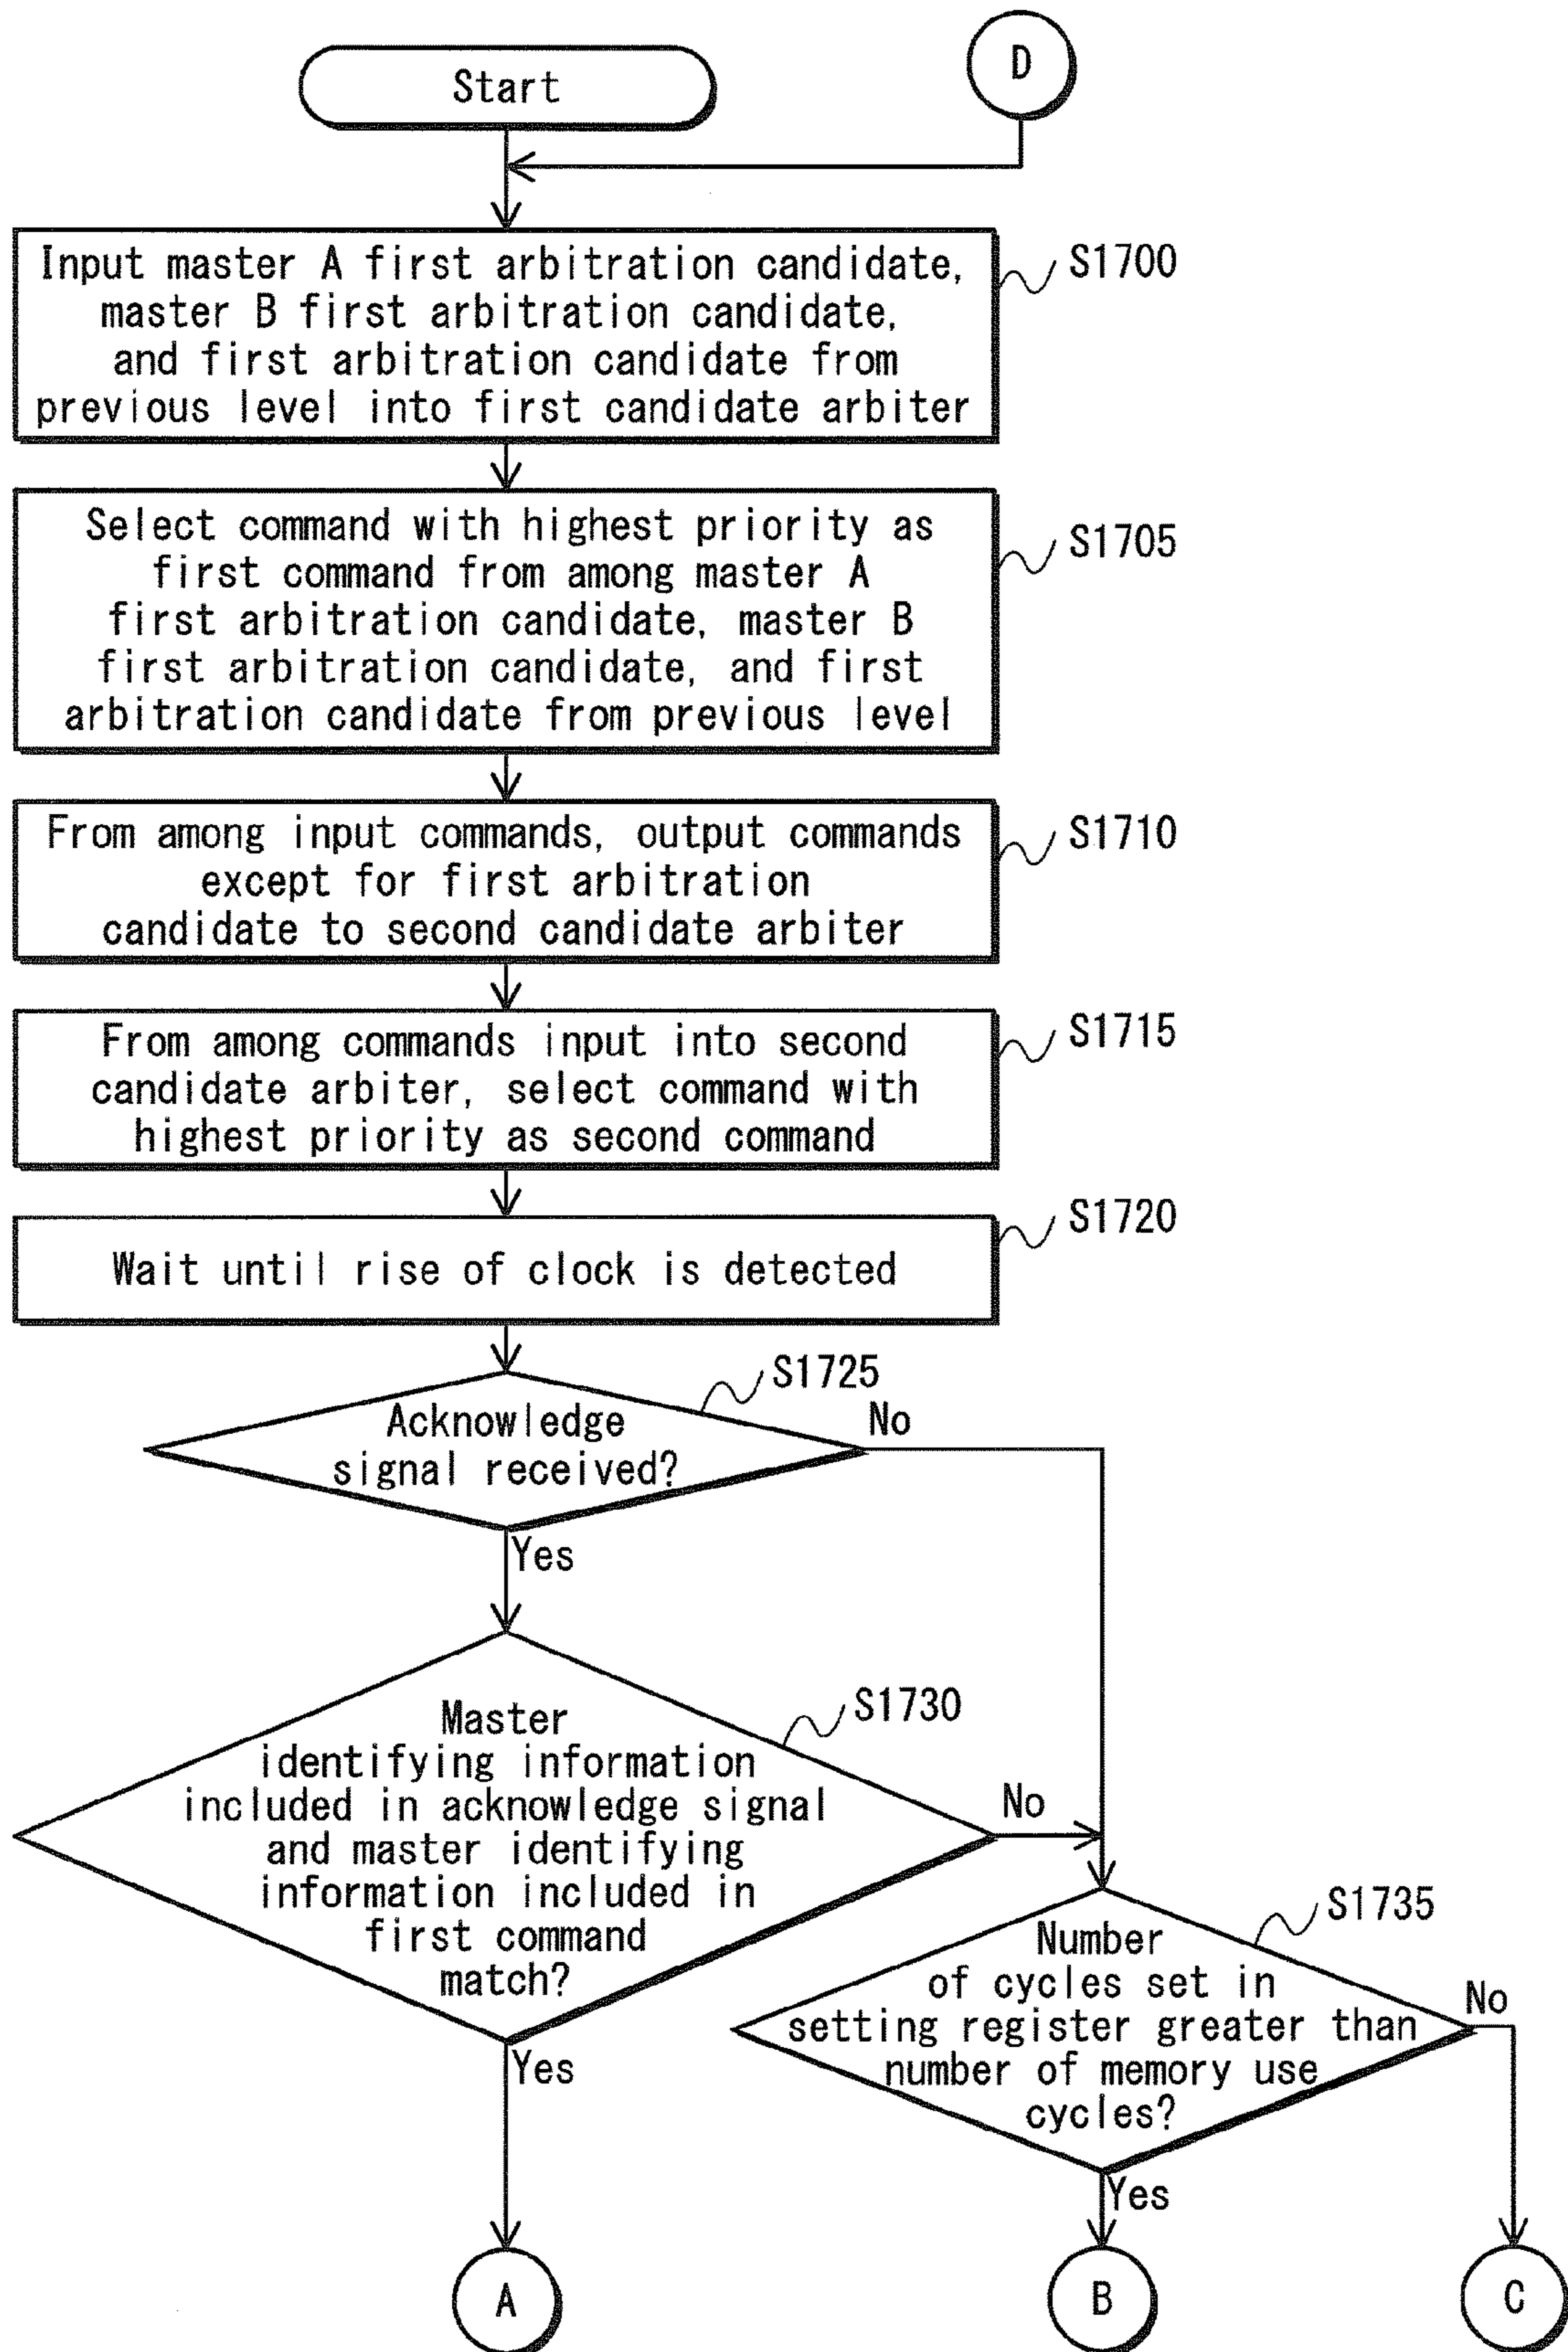 Start
D
Input master A first arbitration candidate,
master B first arbitration candidate,
and first arbitration candidate from
previous level into first candidate arbiter
S1700
Select command with highest priority as
first command from among master A
first arbitration candidate, master B
first arbitration candidate, and first
arbitration candidate from previous level
S1705
From among input commands, output commands
except for first arbitration
candidate to second candidate arbiter
S1710
From among commands input into second
candidate arbiter, select command with
highest priority as second command
S1715
Wait until rise of clock is detected
S1720
Acknowledge
signal received?
S1725
No
Yes
Master
identifying information
included in acknowledge signal
and master identifying
information included in
first command
match?
S1730
No
Yes
Number
of cycles set in
setting register greater than
number of memory use
cycles?
S1735
No
Yes
A
B
C